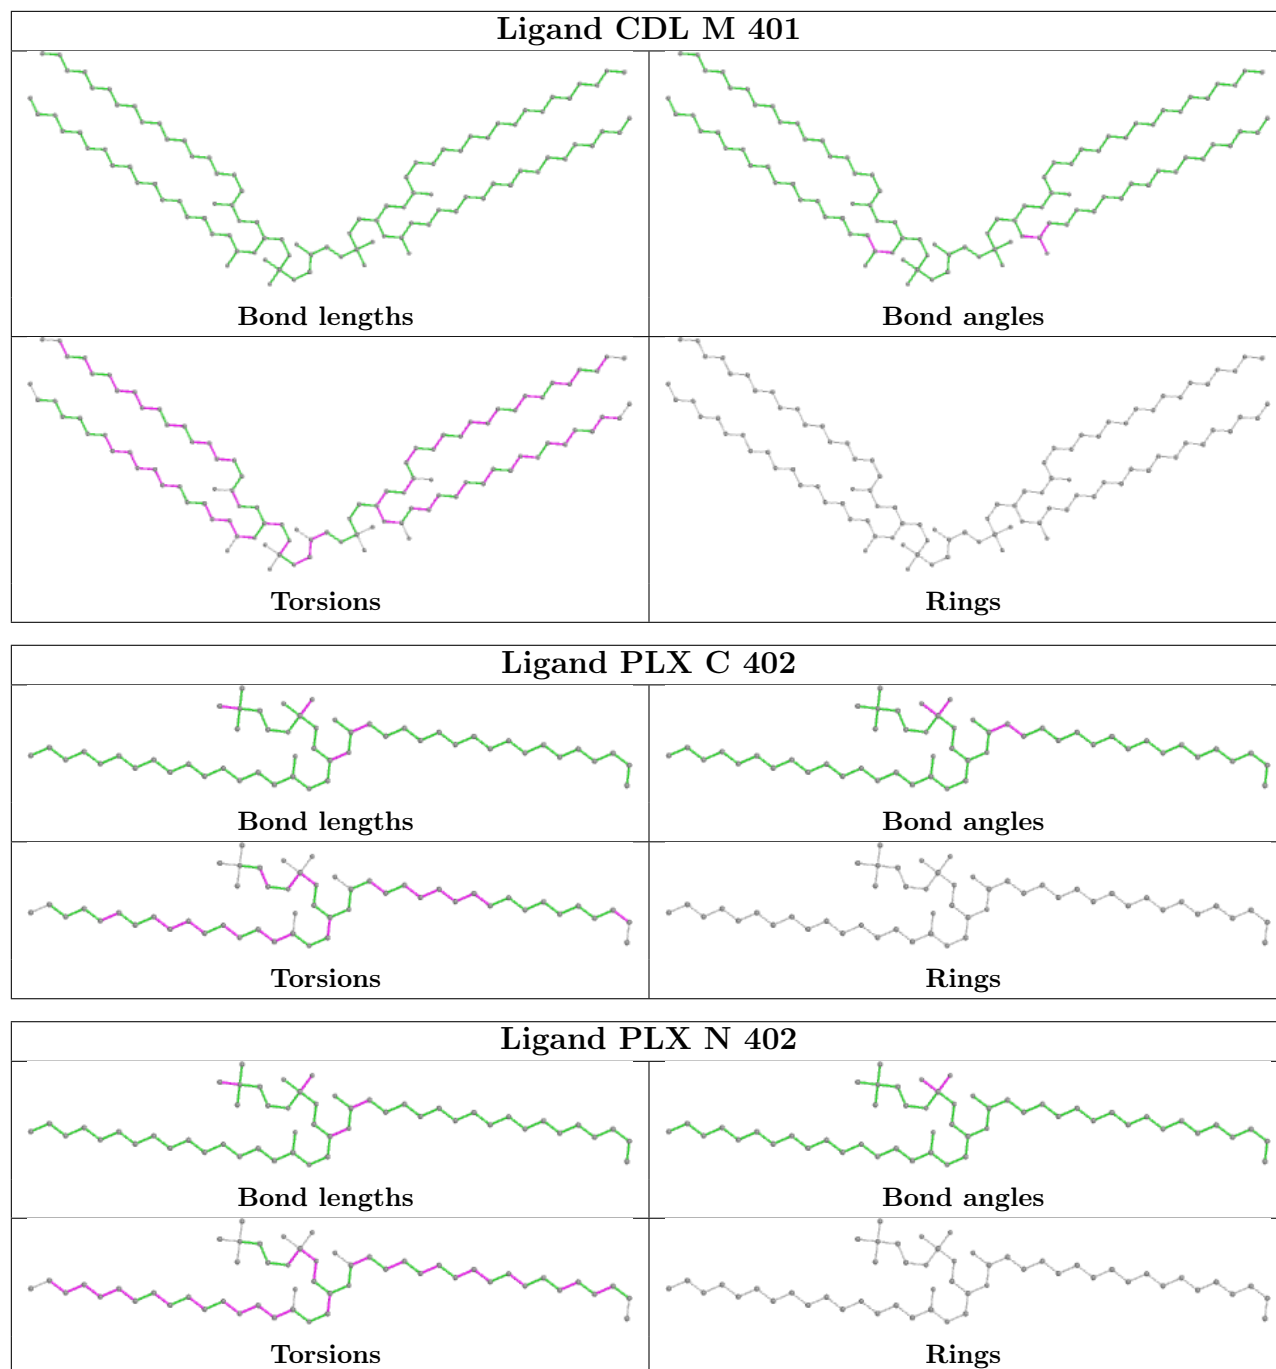 Ligand CDL M 401
Bond lengths
Bond angles
Torsions
Rings
Ligand PLX C 402
Bond lengths
Bond angles
Torsions
Rings
Ligand PLX N 402
Bond lengths
Bond angles
Torsions
Rings